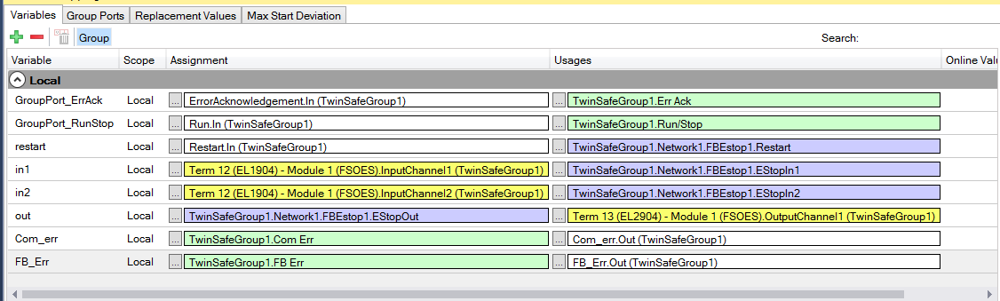 Variables Group Ports Replacement Values Max Start Deviation
Group Search:
Variable Scope Assignment Usages Online Valu
Local
GroupPort_ErrAck Local ... ErrorAcknowledgement.In (TwinSafeGroup1) ... TwinSafeGroup1.Err Ack
GroupPort_RunStop Local ... Run.In (TwinSafeGroup1) ... TwinSafeGroup1.Run/Stop
restart Local ... Restart.In (TwinSafeGroup1) ... TwinSafeGroup1.Network1.FBEstop1.Restart
in1 Local ... Term 12 (EL1904) - Module 1 (FSOES).InputChannel1 (TwinSafeGroup1) ... TwinSafeGroup1.Network1.FBEstop1.EStopIn1
in2 Local ... Term 12 (EL1904) - Module 1 (FSOES).InputChannel2 (TwinSafeGroup1) ... TwinSafeGroup1.Network1.FBEstop1.EStopIn2
out Local ... TwinSafeGroup1.Network1.FBEstop1.EStopOut ... Term 13 (EL2904) - Module 1 (FSOES).OutputChannel1 (TwinSafeGroup1)
Com_err Local ... TwinSafeGroup1.Com Err ... Com_err.Out (TwinSafeGroup1)
FB_Err Local ... TwinSafeGroup1.FB Err ... FB_Err.Out (TwinSafeGroup1)